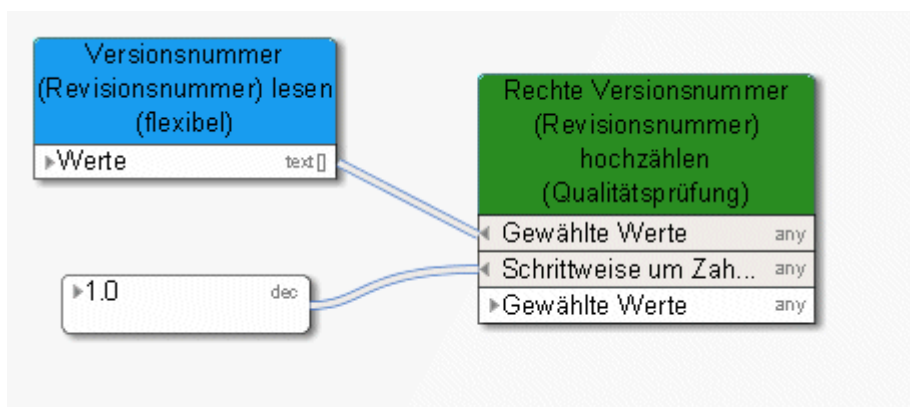 Versionsnummer
(Revisionsnummer) lesen
(flexibel)
Werte text[]
1.0 dec
Rechte Versionsnummer
(Revisionsnummer)
hochzählen
(Qualitätsprüfung)
Gewählte Werte any
Schrittweise um Zah... any
Gewählte Werte any